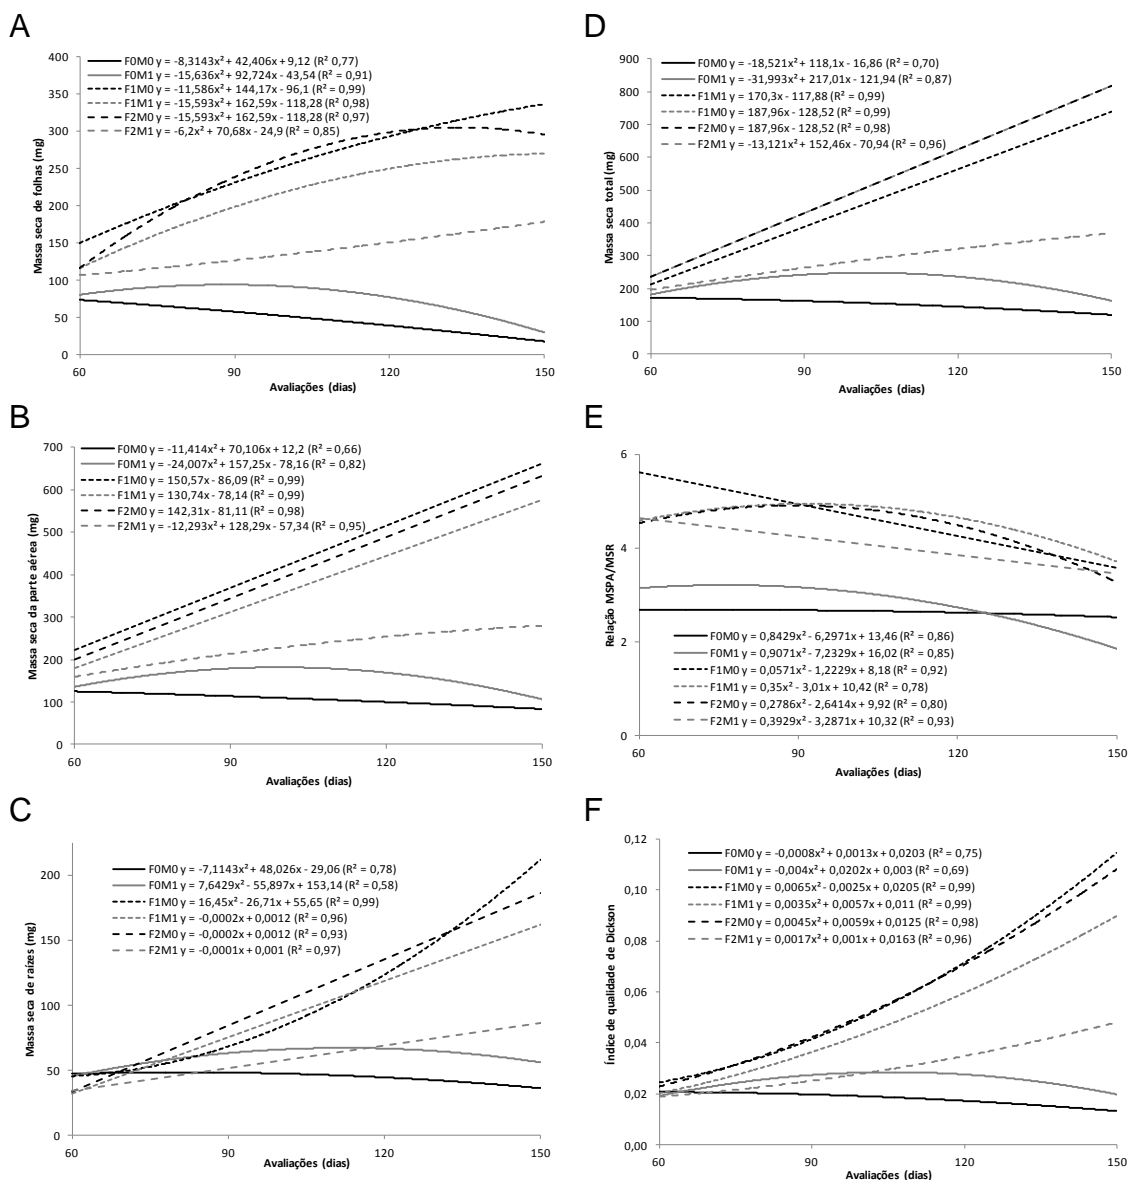 A
F0M0 y = -8,3143x² + 42,406x + 9,12 (R² = 0,77)
F0M1 y = -15,636x² + 92,724x - 43,54 (R² = 0,91)
F1M0 y = -11,586x² + 144,17x - 96,1 (R² = 0,99)
F1M1 y = -15,593x² + 162,59x - 118,28 (R² = 0,98)
F2M0 y = -15,593x² + 162,59x - 118,28 (R² = 0,97)
F2M1 y = -6,2x² + 70,68x - 24,9 (R² = 0,85)
Massa seca de folhas (mg)
400
350
300
250
200
150
100
50
0
60 90 120 150
Avaliações (dias)
B
F0M0 y = -11,414x² + 70,106x + 12,2 (R² = 0,66)
F0M1 y = -24,007x² + 157,25x - 78,16 (R² = 0,82)
F1M0 y = 150,57x - 86,09 (R² = 0,99)
F1M1 y = 130,74x - 78,14 (R² = 0,99)
F2M0 y = 142,31x - 81,11 (R² = 0,98)
F2M1 y = -12,293x² + 128,29x - 57,34 (R² = 0,95)
Massa seca da parte aérea (mg)
700
600
500
400
300
200
100
0
60 90 120 150
Avaliações (dias)
C
F0M0 y = -7,1143x² + 48,026x - 29,06 (R² = 0,78)
F0M1 y = 7,6429x² - 55,897x + 153,14 (R² = 0,58)
F1M0 y = 16,45x² - 26,71x + 55,65 (R² = 0,99)
F1M1 y = -0,0002x + 0,0012 (R² = 0,96)
F2M0 y = -0,0002x + 0,0012 (R² = 0,93)
F2M1 y = -0,0001x + 0,001 (R² = 0,97)
Massa seca de raízes (mg)
200
150
100
50
0
60 90 120 150
Avaliações (dias)
D
F0M0 y = -18,521x² + 118,1x - 16,86 (R² = 0,70)
F0M1 y = -31,993x² + 217,01x - 121,94 (R² = 0,87)
F1M1 y = 170,3x - 117,88 (R² = 0,99)
F1M0 y = 187,96x - 128,52 (R² = 0,99)
F2M0 y = 187,96x - 128,52 (R² = 0,98)
F2M1 y = -13,121x² + 152,46x - 70,94 (R² = 0,96)
Massa seca total (mg)
900
800
700
600
500
400
300
200
100
0
60 90 120 150
Avaliações (dias)
E
Relação MSPA/MSR
6
4
2
0
F0M0 y = 0,8429x² - 6,2971x + 13,46 (R² = 0,86)
F0M1 y = 0,9071x² - 7,2329x + 16,02 (R² = 0,85)
F1M0 y = 0,0571x² - 1,2229x + 8,18 (R² = 0,92)
F1M1 y = 0,35x² - 3,01x + 10,42 (R² = 0,78)
F2M0 y = 0,2786x² - 2,6414x + 9,92 (R² = 0,80)
F2M1 y = 0,3929x² - 3,2871x + 10,32 (R² = 0,93)
60 90 120 150
Avaliações (dias)
F
F0M0 y = -0,0008x² + 0,0013x + 0,0203 (R² = 0,75)
F0M1 y = -0,004x² + 0,0202x + 0,003 (R² = 0,69)
F1M0 y = 0,0065x² - 0,0025x + 0,0205 (R² = 0,99)
F1M1 y = 0,0035x² + 0,0057x + 0,011 (R² = 0,99)
F2M0 y = 0,0045x² + 0,0059x + 0,0125 (R² = 0,98)
F2M1 y = 0,0017x² + 0,001x + 0,0163 (R² = 0,96)
Índice de qualidade de Dickson
0,12
0,10
0,08
0,06
0,04
0,02
0,00
60 90 120 150
Avaliações (dias)